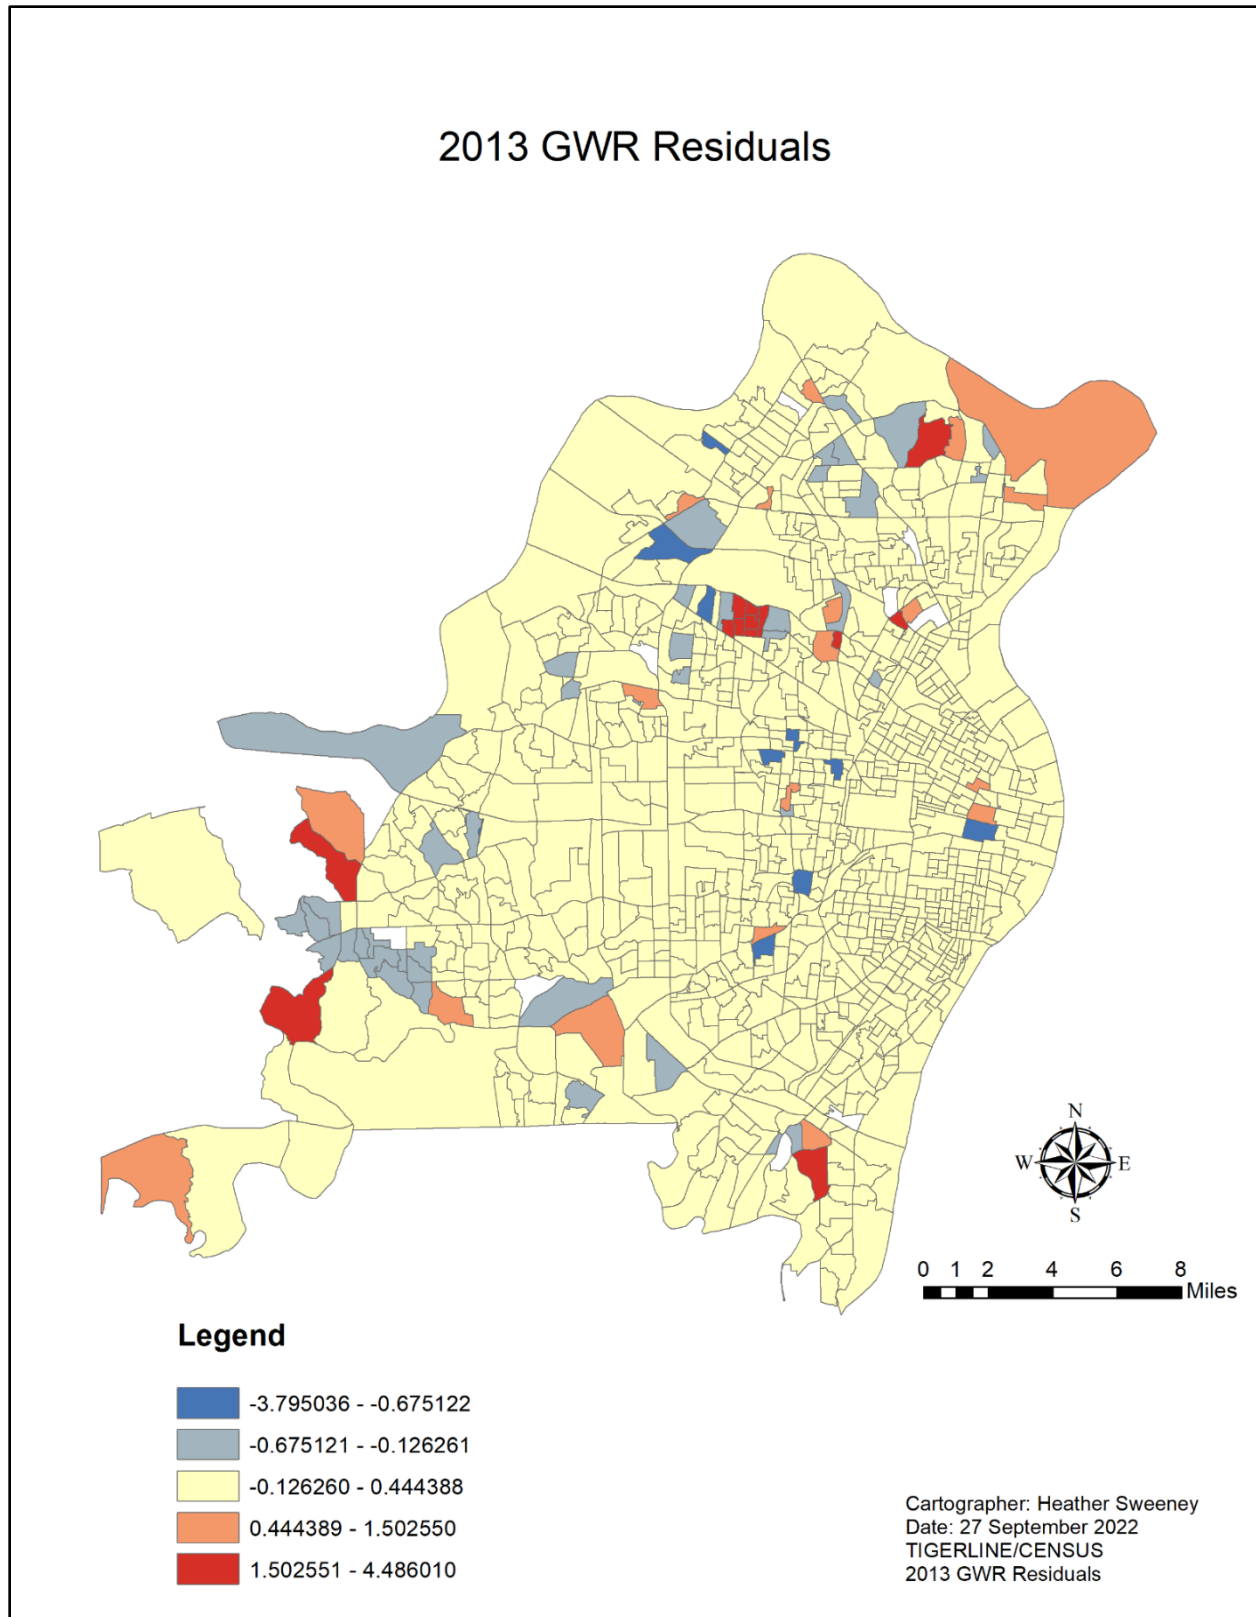 2013 GWR Residuals
N
W E
S
0 1 2 4 6 8
Miles
Legend
-3.795036 - -0.675122
-0.675121 - -0.126261
-0.126260 - 0.444388
0.444389 - 1.502550
1.502551 - 4.486010
Cartographer: Heather Sweeney
Date: 27 September 2022
TIGERLINE/CENSUS
2013 GWR Residuals